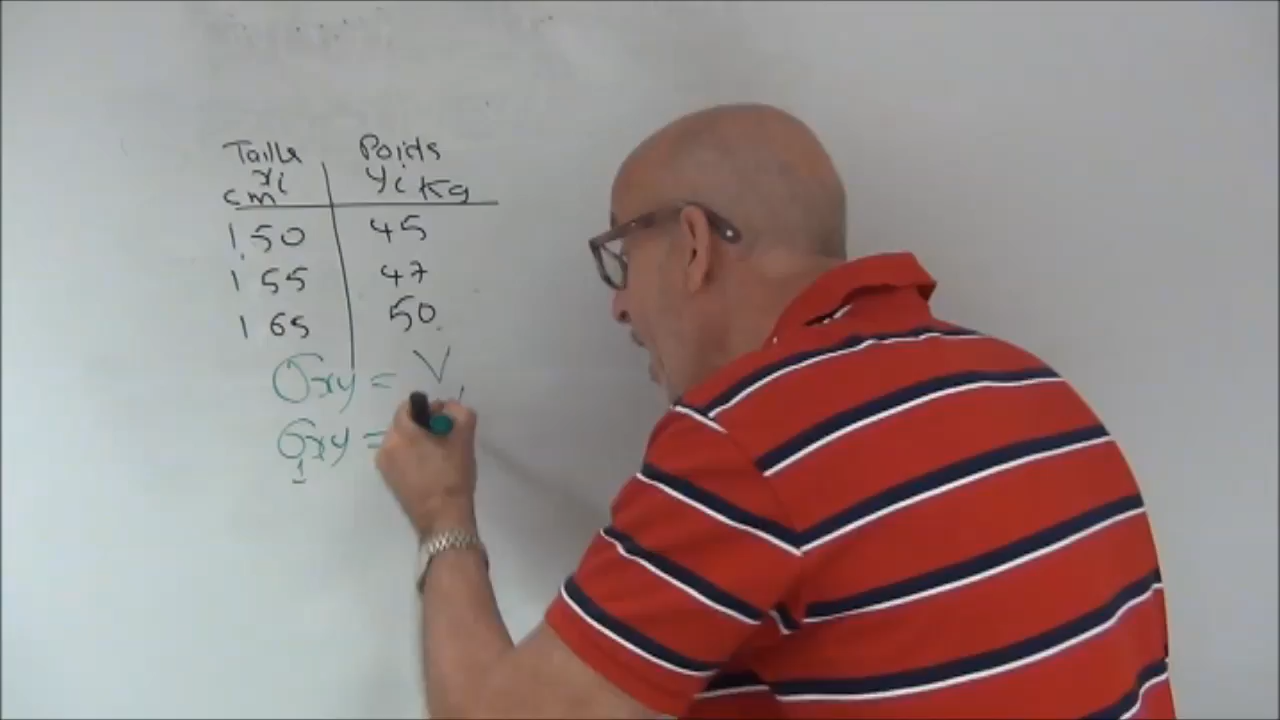 Taille Poids
xi yi Kg
cm
1.50 45
1 55 47
1 65 50
σxy = V
σxy =